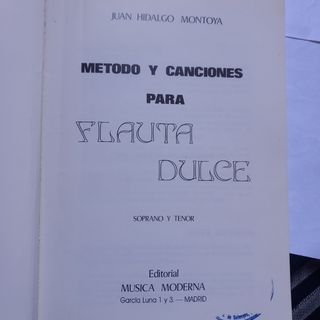 JUAN HIDALGO MONTOYA
METODO Y CANCIONES
PARA
FLAUTA
DULCE
SOPRANO Y TENOR
Editorial
MUSICA MODERNA
García Luna 1 y 3. — MADRID